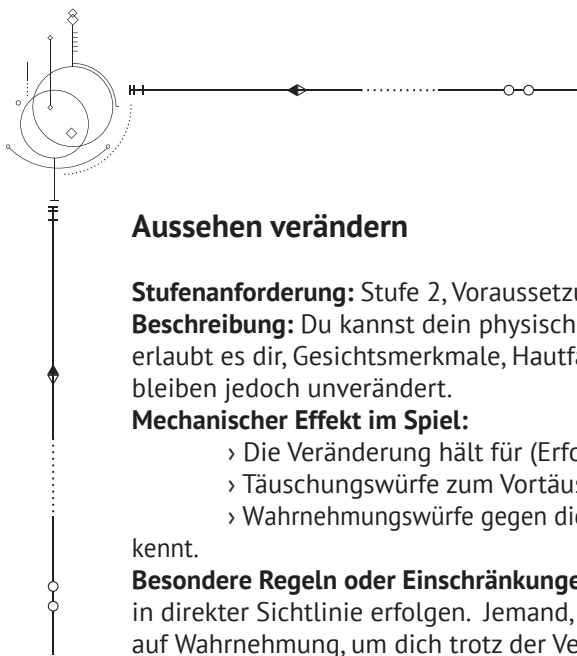 Aussehen verändern
Stufenanforderung: Stufe 2, Voraussetzu
Beschreibung: Du kannst dein physisch
erlaubt es dir, Gesichtsmerkmale, Hautfa
bleiben jedoch unverändert.
Mechanischer Effekt im Spiel:
› Die Veränderung hält für (Erfo
› Täuschungswürfe zum Vortäus
› Wahrnehmungswürfe gegen die
kennt.
Besondere Regeln oder Einschränkunge
in direkter Sichtlinie erfolgen. Jemand,
auf Wahrnehmung, um dich trotz der Ve